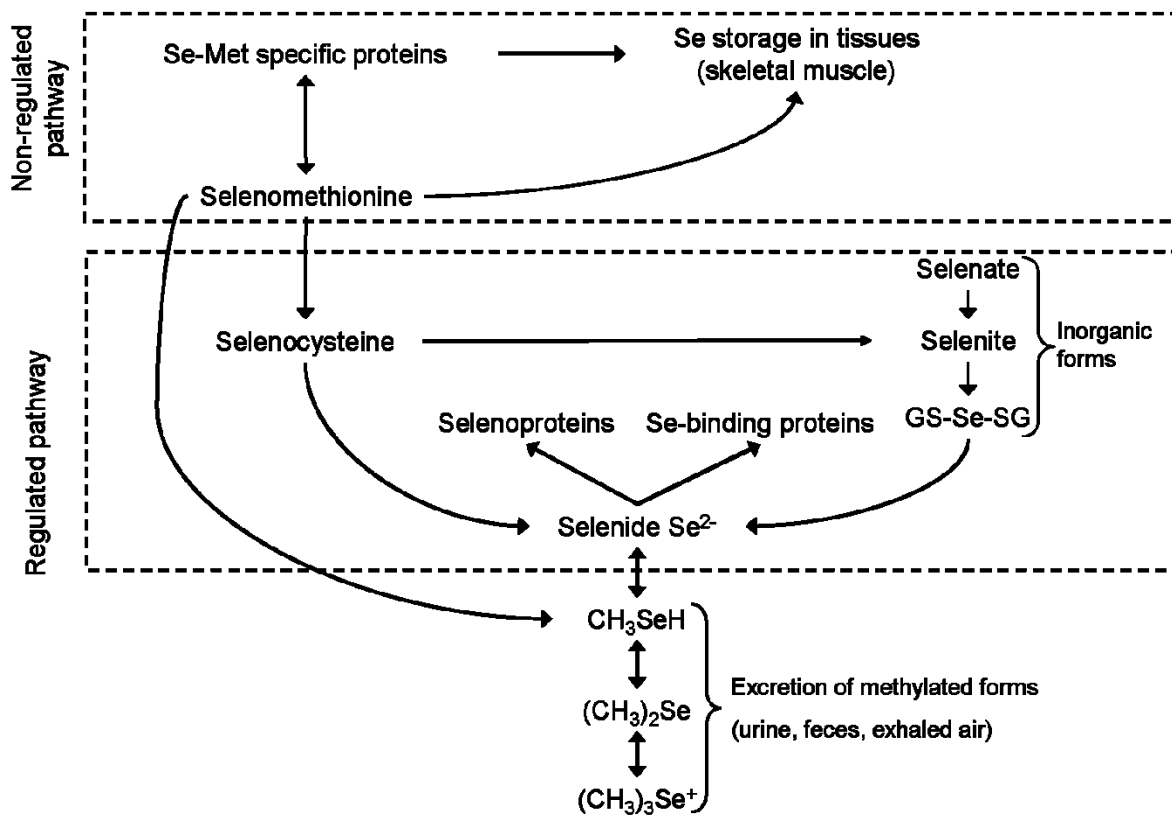 Non-regulated
pathway
Se-Met specific proteins
Se storage in tissues
(skeletal muscle)
Selenomethionine
Regulated pathway
Selenate
Selenocysteine
Selenite
Inorganic
forms
GS-Se-SG
Selenoproteins
Se-binding proteins
Selenide Se²⁻
CH₃SeH
(CH₃)₂Se
(CH₃)₃Se⁺
Excretion of methylated forms
(urine, feces, exhaled air)